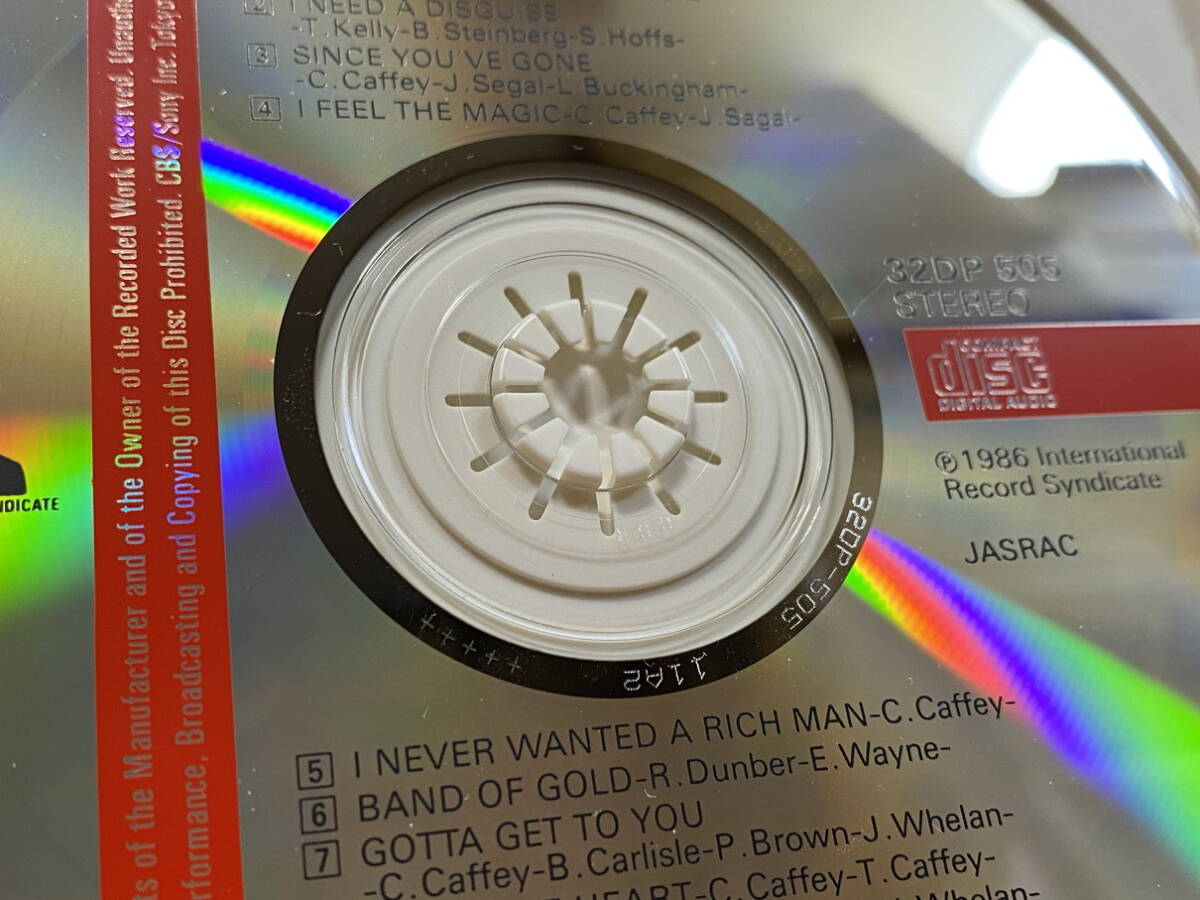 2 I NEED A DISGUISE
-T. Kelly-B. Steinberg-S. Hoffs-
3 SINCE YOU'VE GONE
-C. Caffey-J. Segal-L. Buckingham-
4 I FEEL THE MAGIC-C. Caffey-J. Sagal-
32DP 505
STEREO
COMPACT
disc
DIGITAL AUDIO
℗1986 International
Record Syndicate
JASRAC
NDICATE
of the Manufacturer and of the Owner of the Recorded Work Reserved.
rformance, Broadcasting and Copying of this Disc Prohibited. CBS/Sony Inc. Tokyo
32DP-505 11A2 +++++
5 I NEVER WANTED A RICH MAN-C. Caffey-
6 BAND OF GOLD-R. Dunber-E. Wayne-
7 GOTTA GET TO YOU
-C. Caffey-B. Carlisle-P. Brown-J. Whelan-
HEART-C. Caffey-T. Caffey-